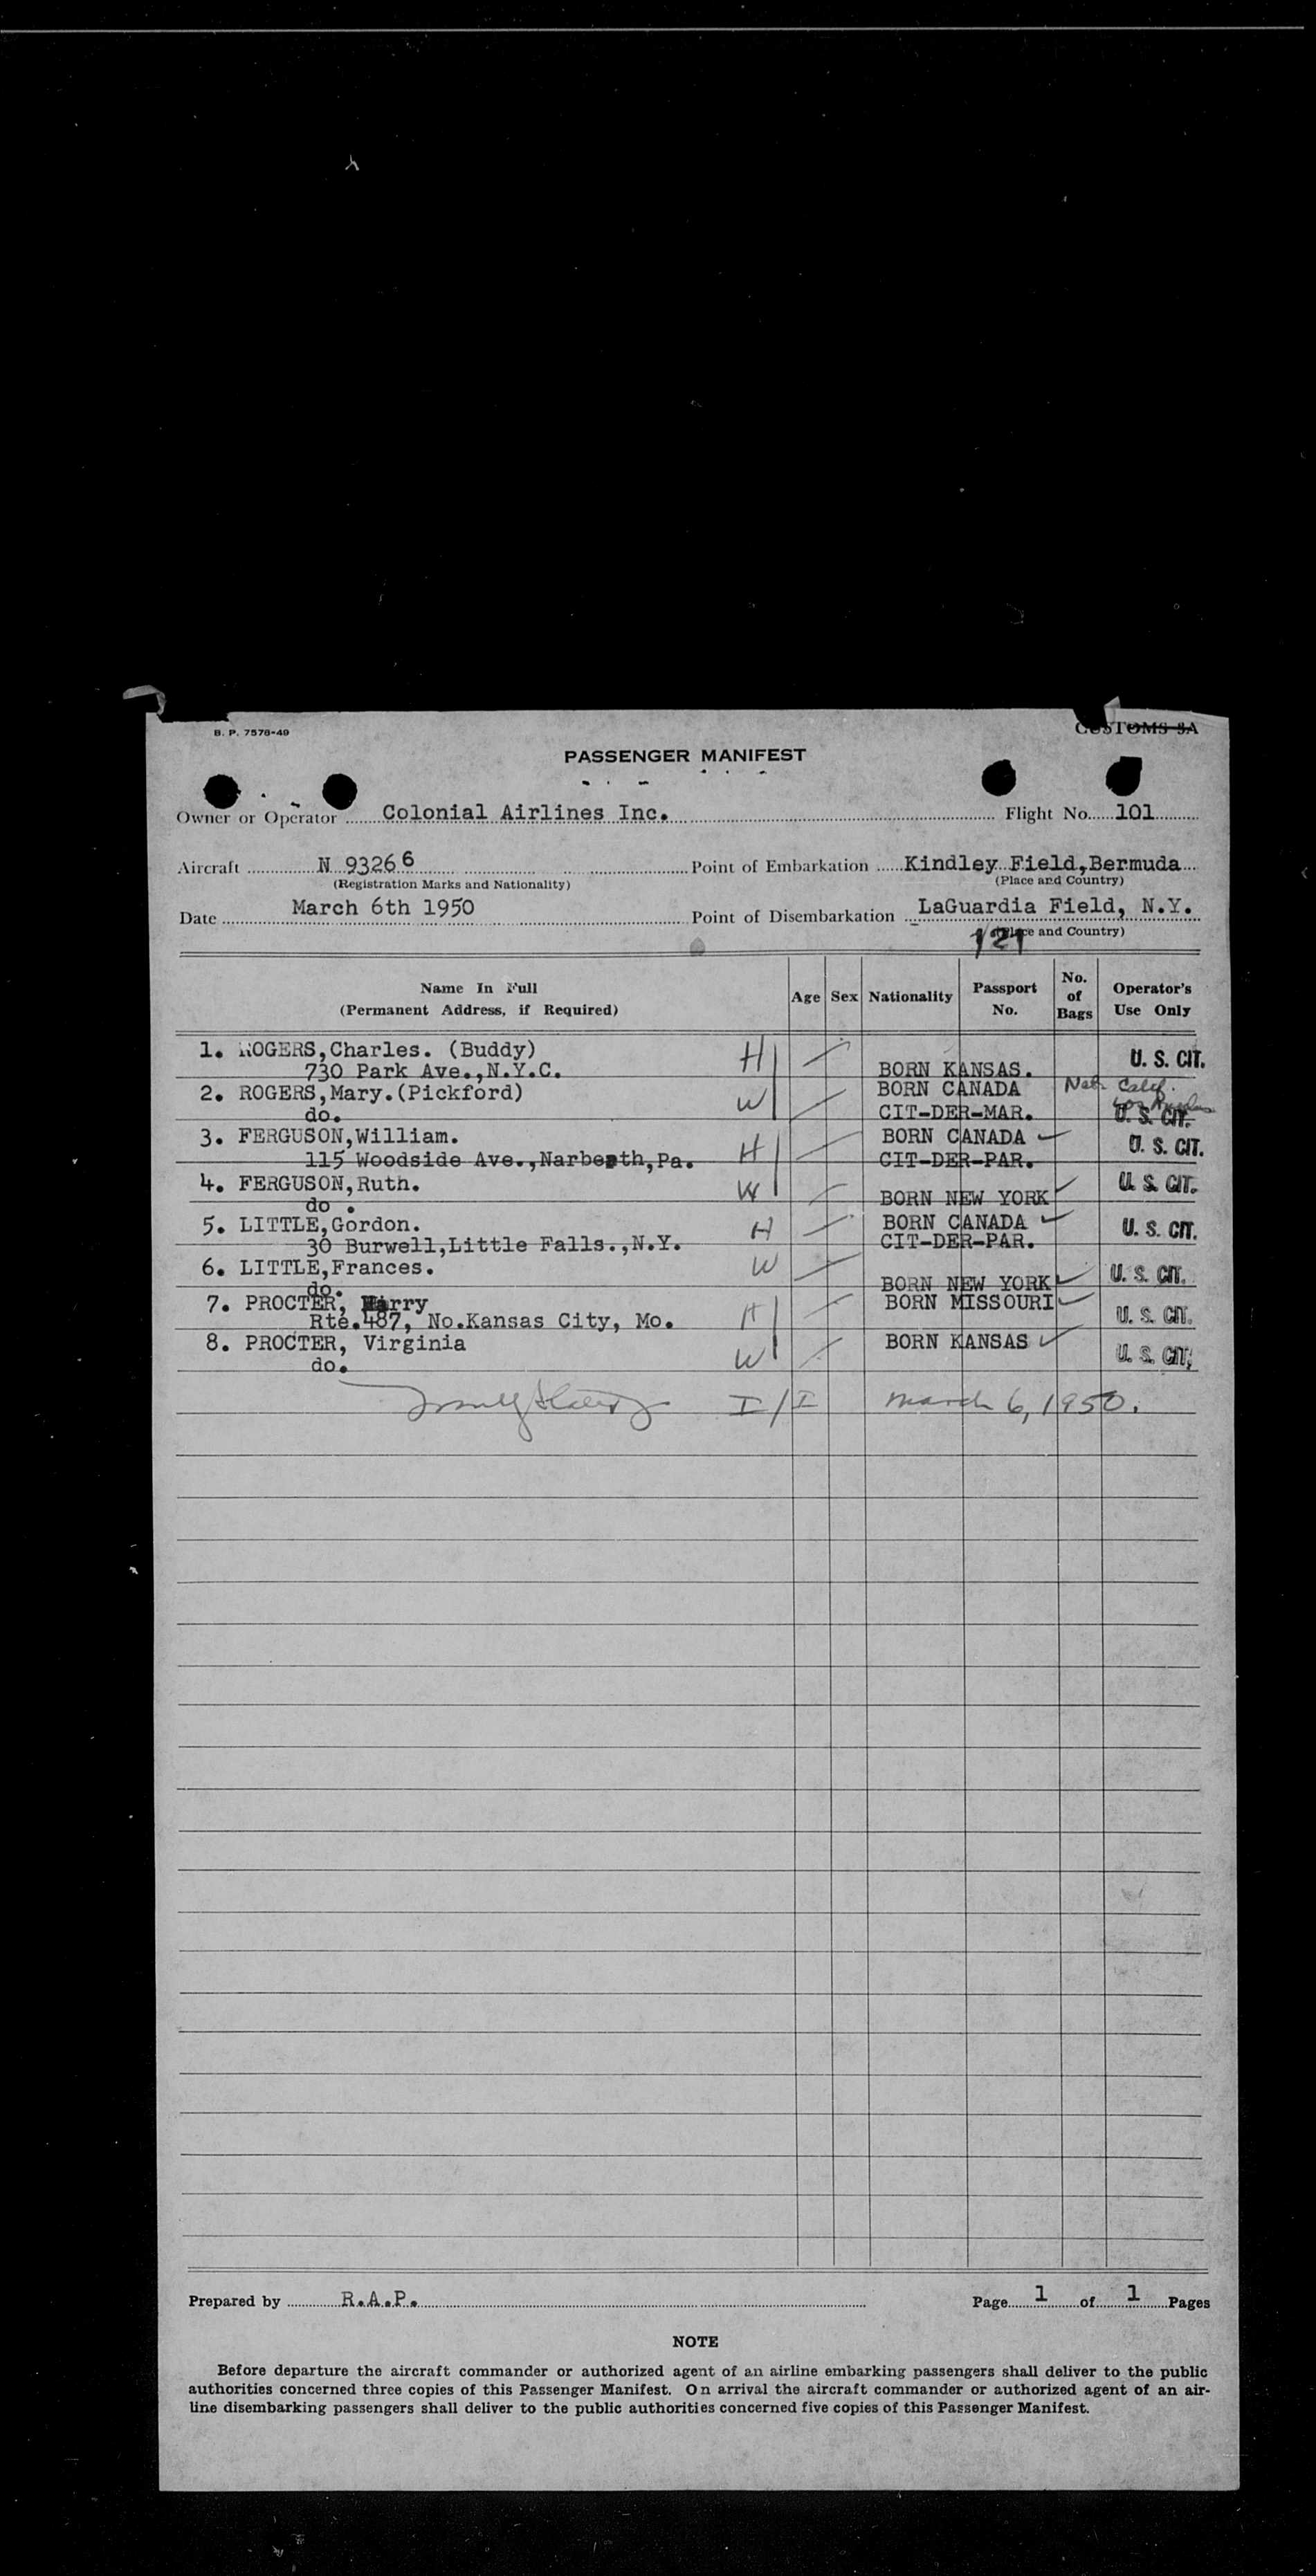 B. P. 7578-49
CUSTOMS 3A
PASSENGER MANIFEST
Owner or Operator Colonial Airlines Inc. Flight No. 101
Aircraft N 93266 Point of Embarkation Kindley Field,Bermuda
(Registration Marks and Nationality) (Place and Country)
Date March 6th 1950 Point of Disembarkation LaGuardia Field, N.Y.
121 and Country)
Name In Full (Permanent Address, if Required) Age Sex Nationality Passport No. No. of Bags Operator's Use Only
1. ROGERS,Charles. (Buddy) H U. S. CIT.
730 Park Ave.,N.Y.C. BORN KANSAS.
2. ROGERS,Mary.(Pickford) W BORN CANADA Calif.
do. CIT-DER-MAR. Los Angeles U. S. CIT.
3. FERGUSON,William. H BORN CANADA U. S. CIT.
115 Woodside Ave.,Narberth,Pa. CIT-DER-PAR.
4. FERGUSON,Ruth. W U. S. CIT.
do . BORN NEW YORK
5. LITTLE,Gordon. H BORN CANADA U. S. CIT.
30 Burwell,Little Falls.,N.Y. CIT-DER-PAR.
6. LITTLE,Frances. W U. S. CIT.
do. BORN NEW YORK
7. PROCTER, Harry H BORN MISSOURI
Rte.487, No.Kansas City, Mo. U. S. CIT.
8. PROCTER, Virginia W BORN KANSAS
do. U. S. CIT.
I/I March 6, 1950.
Prepared by R.A.P. Page 1 of 1 Pages
NOTE
Before departure the aircraft commander or authorized agent of an airline embarking passengers shall deliver to the public
authorities concerned three copies of this Passenger Manifest. On arrival the aircraft commander or authorized agent of an air-
line disembarking passengers shall deliver to the public authorities concerned five copies of this Passenger Manifest.